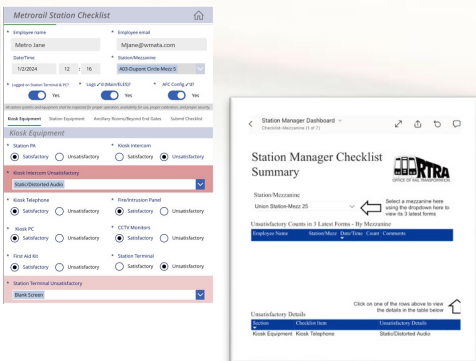 Metrorail Station Checklist
* Employee name
* Employee email
Metro Jane
Mjane@wmata.com
Date/Time
* Station/Mezzanine
1/2/2024 12 : 16
A03-Dupont Circle-Mezz 5
* Logged on Station Terminal & PC?
* Logs
* AFC Config
Yes
Yes
Yes
Kiosk Equipment Station Equipment Ancillary Rooms/Beyond End Gates Submit Checklist
Kiosk Equipment
* Station PA
* Kiosk Intercom
Satisfactory Unsatisfactory
Satisfactory Unsatisfactory
* Kiosk Intercom Unsatisfactory
Static/Distorted Audio
* Kiosk Telephone
* Fire/Intrusion Panel
Satisfactory Unsatisfactory
Satisfactory Unsatisfactory
* Kiosk PC
* CCTV Monitors
Satisfactory Unsatisfactory
Satisfactory Unsatisfactory
* First Aid Kit
* Station Terminal
Satisfactory Unsatisfactory
Satisfactory Unsatisfactory
* Station Terminal Unsatisfactory
Blank Screen
Station Manager Dashboard
Checklist-Mezzanine (1 of 7)
Station Manager Checklist
Summary
RTRA
OFFICE OF RAIL TRANSPORTATION
Station/Mezzanine
Union Station-Mezz 25
Select a mezzanine here
using the dropdown here to
view its 3 latest forms
Unsatisfactory Counts in 3 Latest Forms - By Mezzanine
Employee Name Station/Mezz Date/Time Count Comments
Click on one of the rows above to view
the details in the table below
Unsatisfactory Details
Section Checklist Item Unsatisfactory Details
Kiosk Equipment Kiosk Telephone Static/Distorted Audio